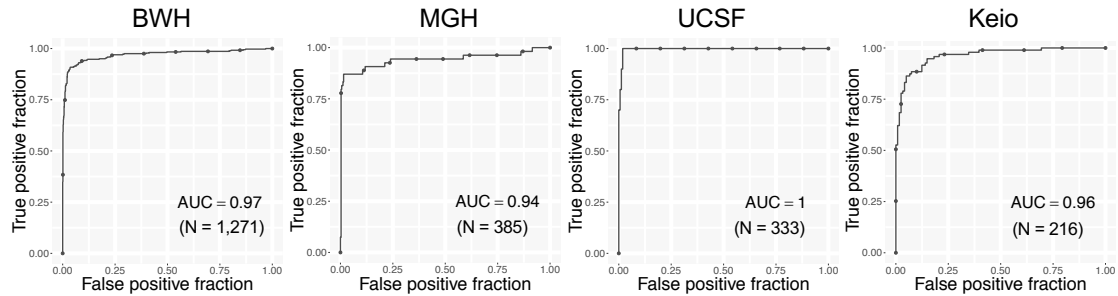 BWH
MGH
UCSF
Keio
True positive fraction
1.00
0.75
0.50
0.25
0.00
AUC = 0.97
(N = 1,271)
0.00 0.25 0.50 0.75 1.00
False positive fraction
True positive fraction
1.00
0.75
0.50
0.25
0.00
AUC = 0.94
(N = 385)
0.00 0.25 0.50 0.75 1.00
False positive fraction
True positive fraction
1.00
0.75
0.50
0.25
0.00
AUC = 1
(N = 333)
0.00 0.25 0.50 0.75 1.00
False positive fraction
True positive fraction
1.00
0.75
0.50
0.25
0.00
AUC = 0.96
(N = 216)
0.00 0.25 0.50 0.75 1.00
False positive fraction